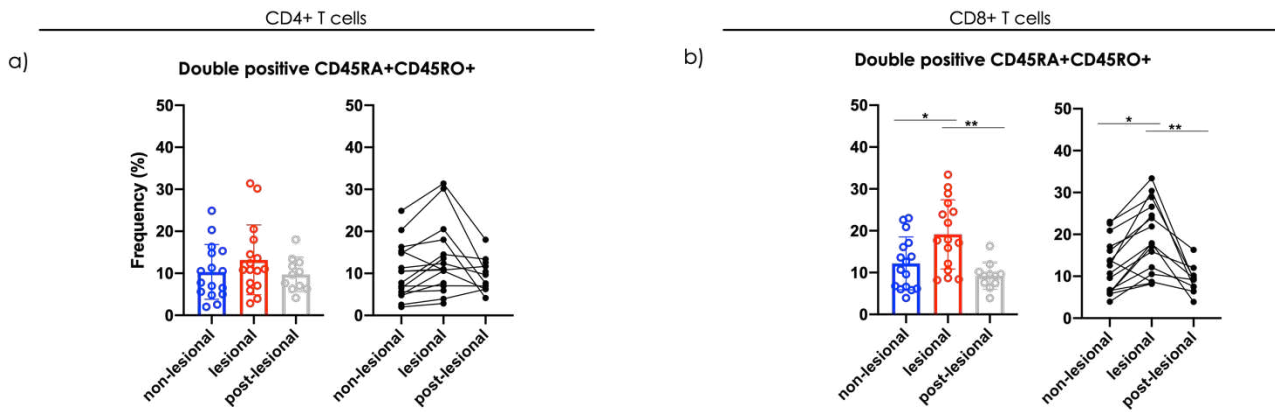 CD4+ T cells
a)
Double positive CD45RA+CD45RO+
Frequency (%)
50
40
30
20
10
0
non-lesional
lesional
post-lesional
50
40
30
20
10
0
non-lesional
lesional
post-lesional
CD8+ T cells
b)
Double positive CD45RA+CD45RO+
50
40
30
20
10
0
*
**
non-lesional
lesional
post-lesional
50
40
30
20
10
0
*
**
non-lesional
lesional
post-lesional